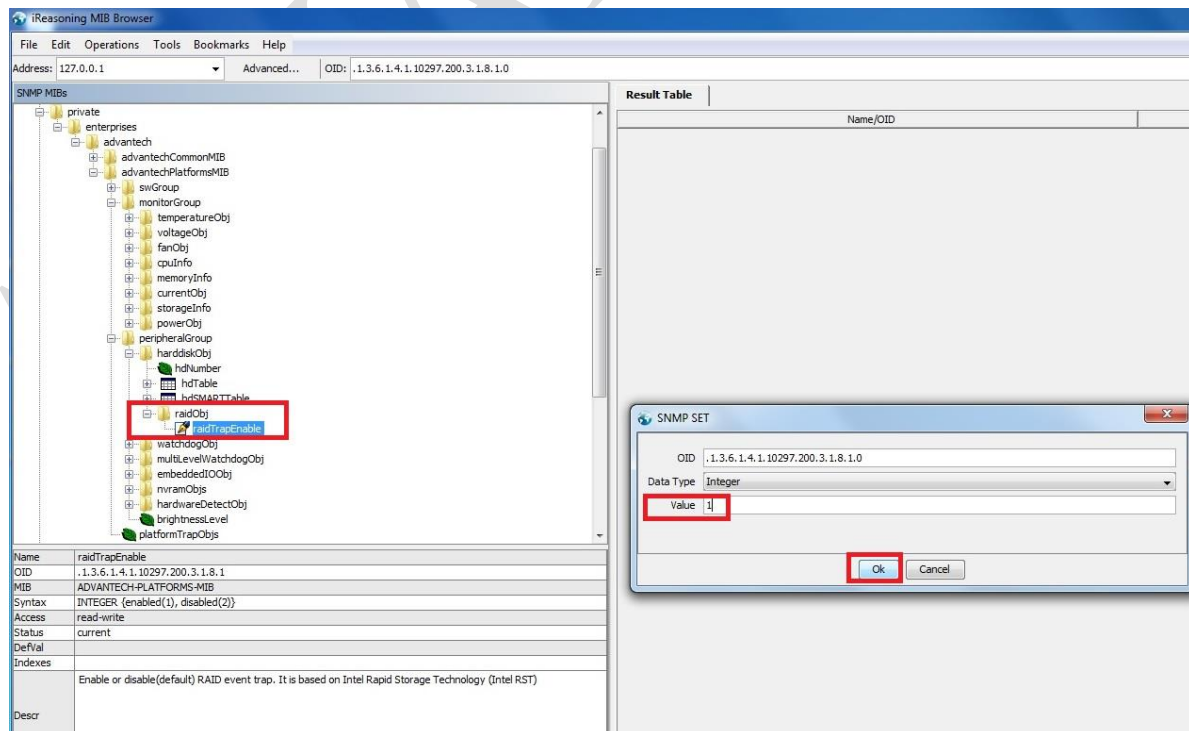 iReasoning MIB Browser
File Edit Operations Tools Bookmarks Help
Address: 127.0.0.1 Advanced... OID: .1.3.6.1.4.1.10297.200.3.1.8.1.0
SNMP MIBs
private
enterprises
advantech
advantechCommonMIB
advantechPlatformsMIB
swGroup
monitorGroup
temperatureObj
voltageObj
fanObj
cpuInfo
memoryInfo
currentObj
storageInfo
powerObj
peripheralGroup
harddiskObj
hdNumber
hdTable
hdSMARTTable
raidObj
raidTrapEnable
watchdogObj
multiLevelWatchdogObj
embeddedIOObj
nvramObjs
hardwareDetectObj
brightnessLevel
platformTrapObjs
Name raidTrapEnable
OID .1.3.6.1.4.1.10297.200.3.1.8.1
MIB ADVANTECH-PLATFORMS-MIB
Syntax INTEGER {enabled(1), disabled(2)}
Access read-write
Status current
DefVal
Indexes
Descr Enable or disable(default) RAID event trap. It is based on Intel Rapid Storage Technology (Intel RST)
Result Table
Name/OID
SNMP SET
OID .1.3.6.1.4.1.10297.200.3.1.8.1.0
Data Type Integer
Value 1
Ok Cancel